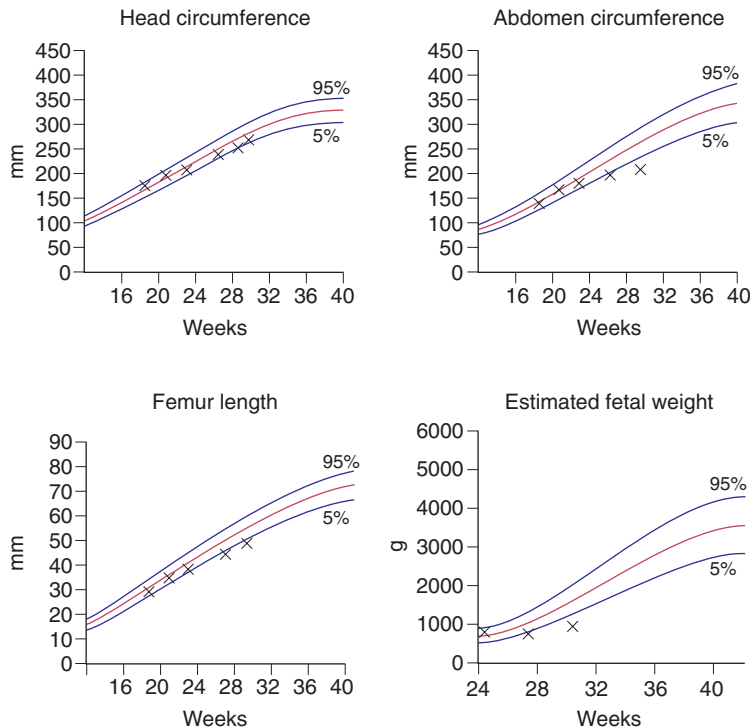 Head circumference
450
400
350
300
250
200
150
100
50
0
mm
95%
5%
16 20 24 28 32 36 40
Weeks
Abdomen circumference
450
400
350
300
250
200
150
100
50
0
mm
95%
5%
16 20 24 28 32 36 40
Weeks
Femur length
90
80
70
60
50
40
30
20
10
0
mm
95%
5%
16 20 24 28 32 36 40
Weeks
Estimated fetal weight
6000
5000
4000
3000
2000
1000
0
g
95%
5%
24 28 32 36 40
Weeks